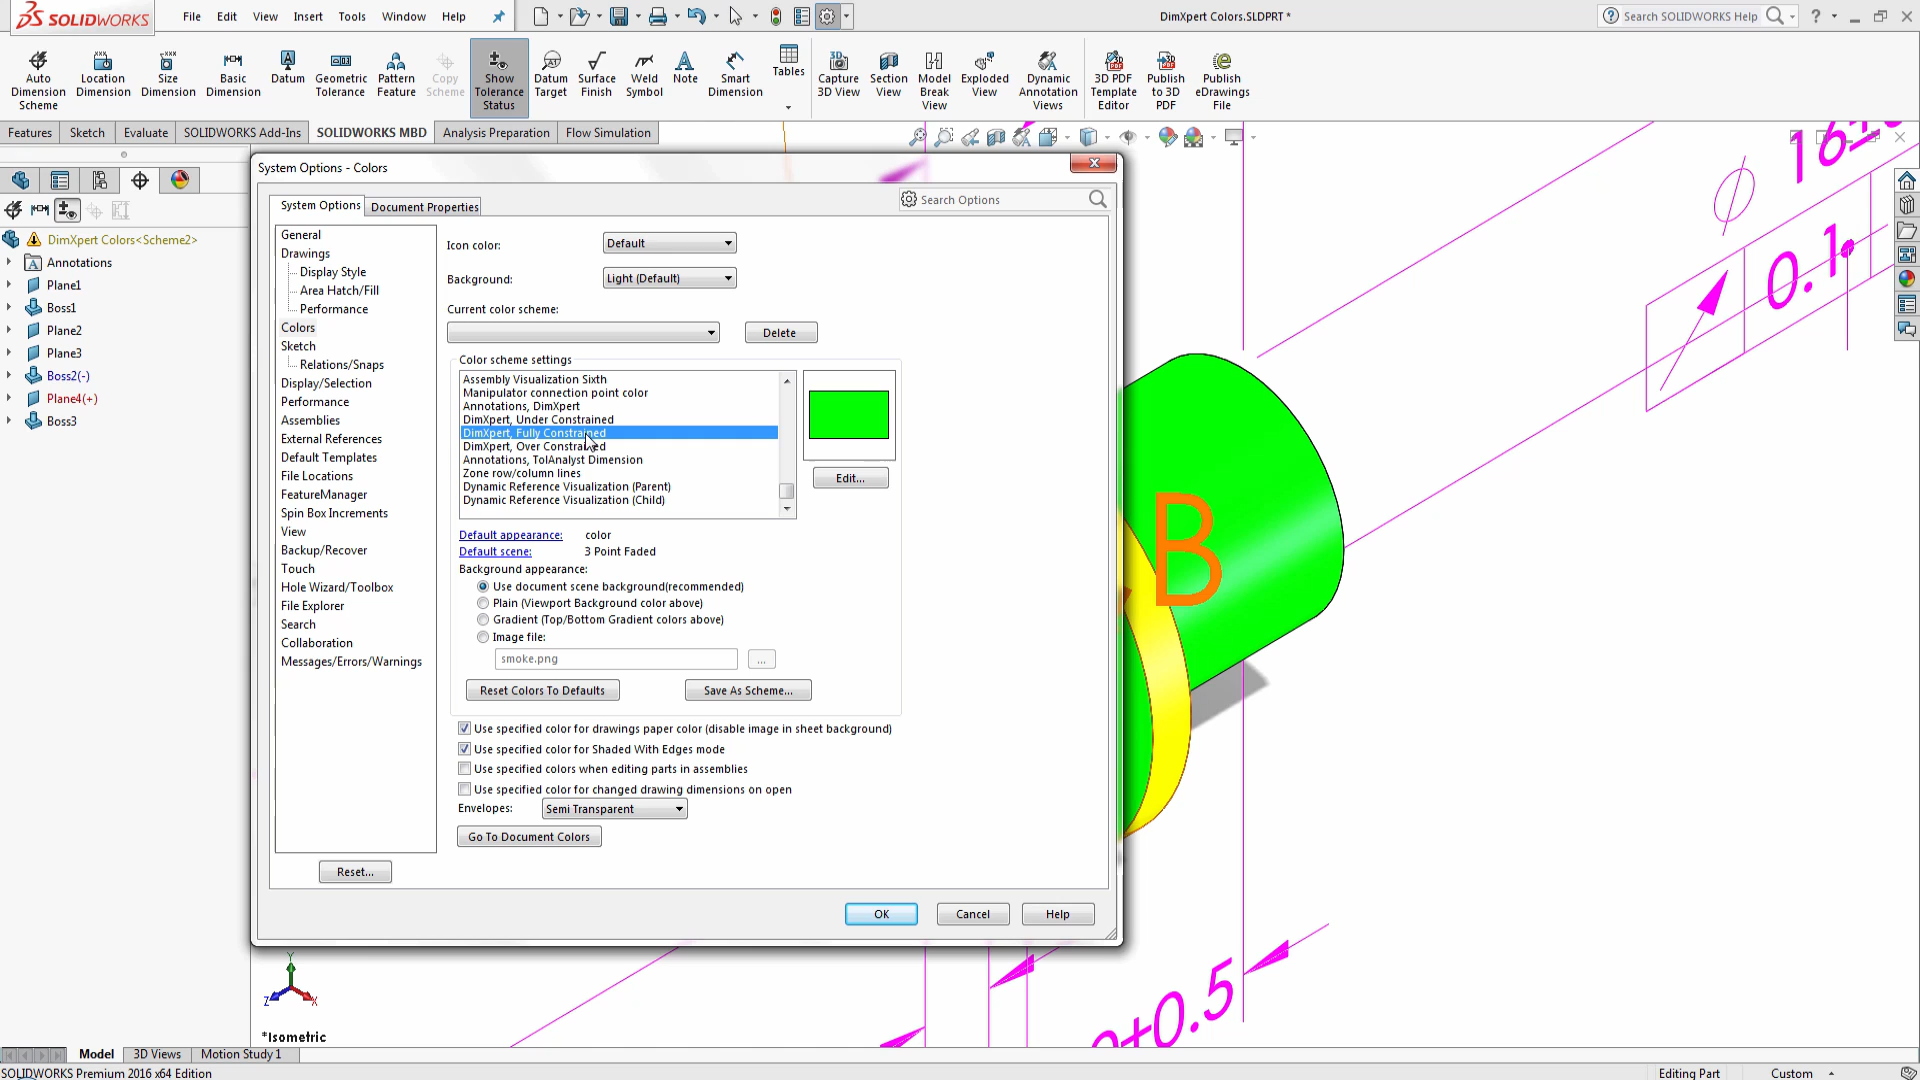 SOLIDWORKS
File Edit View Insert Tools Window Help
DimXpert Colors.SLDPRT *
Search SOLIDWORKS Help
Auto Dimension Scheme
Location Dimension
Size Dimension
Basic Dimension
Datum
Geometric Tolerance
Pattern Feature
Copy Scheme
Show Tolerance Status
Datum Target
Surface Finish
Weld Symbol
Note
Smart Dimension
Tables
Capture 3D View
Section View
Model Break View
Exploded View
Dynamic Annotation Views
3D PDF Template Editor
Publish to 3D PDF
Publish eDrawings File
Features Sketch Evaluate SOLIDWORKS Add-Ins SOLIDWORKS MBD Analysis Preparation Flow Simulation
DimXpert Colors<Scheme2>
Annotations
Plane1
Boss1
Plane2
Plane3
Boss2(-)
Plane4(+)
Boss3
System Options - Colors
System Options Document Properties
Search Options
General
Drawings
Display Style
Area Hatch/Fill
Performance
Colors
Sketch
Relations/Snaps
Display/Selection
Performance
Assemblies
External References
Default Templates
File Locations
FeatureManager
Spin Box Increments
View
Backup/Recover
Touch
Hole Wizard/Toolbox
File Explorer
Search
Collaboration
Messages/Errors/Warnings
Reset...
Icon color: Default
Background: Light (Default)
Current color scheme:
Delete
Color scheme settings
Assembly Visualization Sixth
Manipulator connection point color
Annotations, DimXpert
DimXpert, Under Constrained
DimXpert, Fully Constrained
DimXpert, Over Constrained
Annotations, TolAnalyst Dimension
Zone row/column lines
Dynamic Reference Visualization (Parent)
Dynamic Reference Visualization (Child)
Edit...
Default appearance: color
Default scene: 3 Point Faded
Background appearance:
Use document scene background(recommended)
Plain (Viewport Background color above)
Gradient (Top/Bottom Gradient colors above)
Image file:
smoke.png ...
Reset Colors To Defaults Save As Scheme...
Use specified color for drawings paper color (disable image in sheet background)
Use specified color for Shaded With Edges mode
Use specified colors when editing parts in assemblies
Use specified color for changed drawing dimensions on open
Envelopes: Semi Transparent
Go To Document Colors
OK Cancel Help
⌀ 16±
0.1
B
±0.5
Y
Z X
*Isometric
Model 3D Views Motion Study 1
SOLIDWORKS Premium 2016 x64 Edition
Editing Part Custom